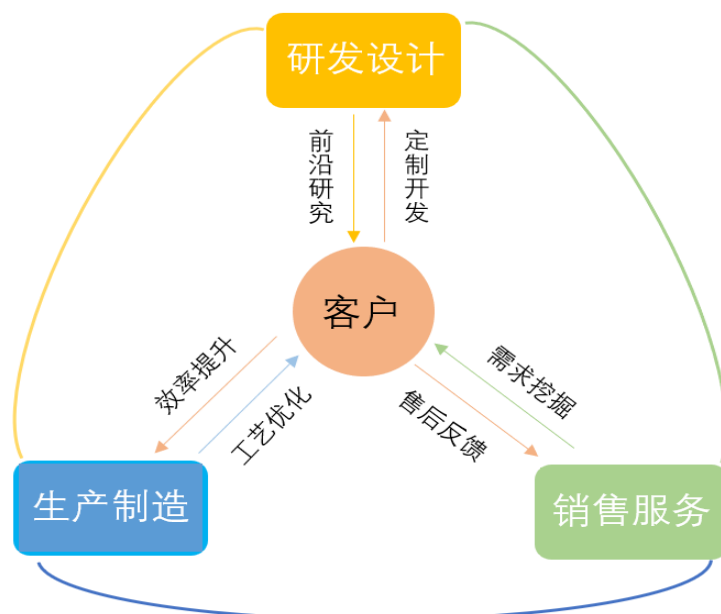 研发设计
前沿研究
定制开发
客户
效率提升
工艺优化
需求挖掘
售后反馈
生产制造
销售服务